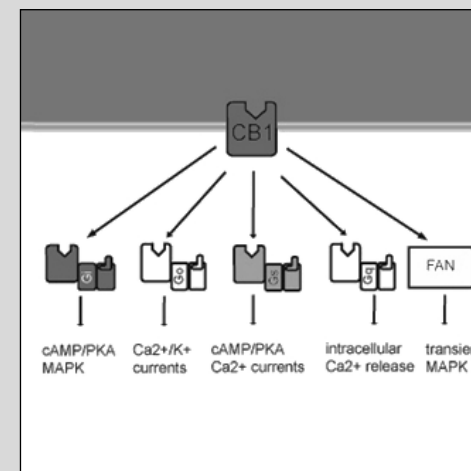 CB1
Gi
Go
Gs
Gq
FAN
cAMP/PKA
MAPK
Ca2+/K+
currents
cAMP/PKA
Ca2+ currents
intracellular
Ca2+ release
MAPK